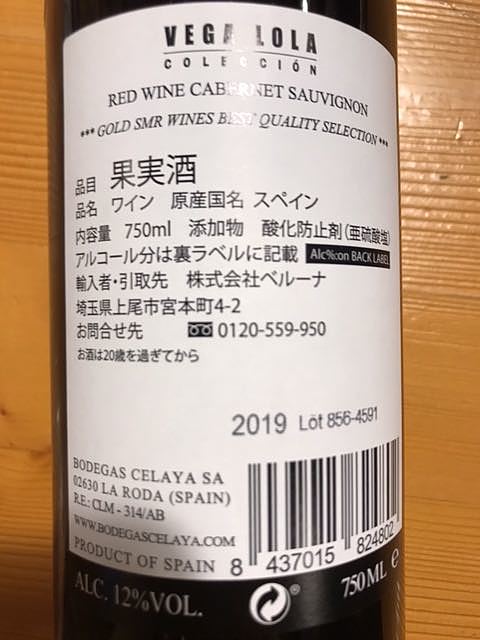 VEGA LOLA
COLECCIÓN
RED WINE CABERNET SAUVIGNON
*** GOLD SMR WINES BEST QUALITY SELECTION ***
品目 果実酒
品名 ワイン 原産国名 スペイン
内容量 750ml 添加物 酸化防止剤(亜硫酸塩)
アルコール分は裏ラベルに記載 Alc%:on BACK LABEL
輸入者・引取先 株式会社ベルーナ
埼玉県上尾市宮本町4-2
お問合せ先 0120-559-950
お酒は20歳を過ぎてから
2019 Löt 856-4591
BODEGAS CELAYA SA
02630 LA RODA (SPAIN)
R.E.: CLM - 314/AB
WWW.BODEGASCELAYA.COM
PRODUCT OF SPAIN
8 437015 824802
ALC. 12%VOL.
750 ML e